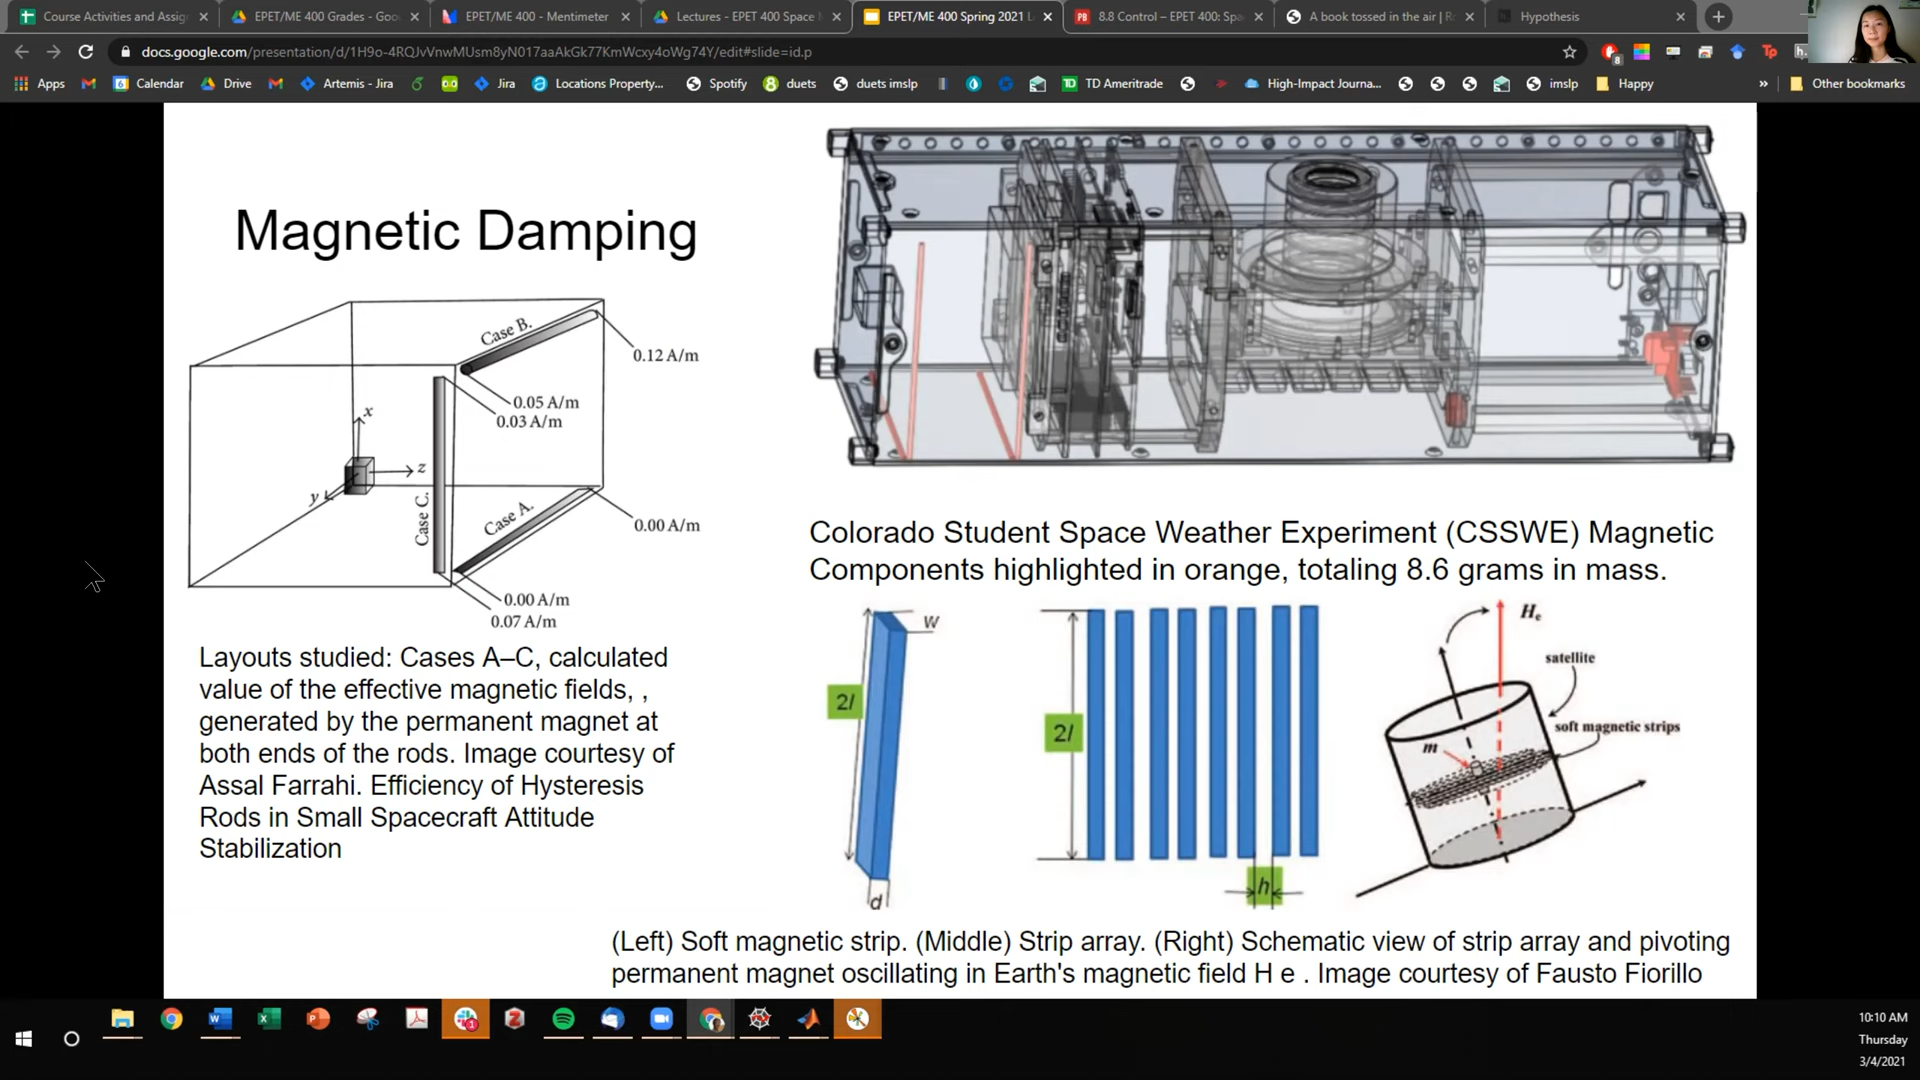 Course Activities and Assign
EPET/ME 400 Grades - Goo
EPET/ME 400 - Mentimeter
Lectures - EPET 400 Space M
EPET/ME 400 Spring 2021 L
8.8 Control – EPET 400: Spa
A book tossed in the air | R
Hypothesis
docs.google.com/presentation/d/1H9o-4RQJvVnwMUsm8yN017aaAkGk77KmWcxy4oWg74Y/edit#slide=id.p
Apps Calendar Drive Artemis - Jira Jira Locations Property... Spotify duets duets imslp TD Ameritrade High-Impact Journa... imslp Happy » Other bookmarks
Magnetic Damping
Case B.
0.12 A/m
0.05 A/m
0.03 A/m
x
z
y
Case C.
Case A.
0.00 A/m
0.00 A/m
0.07 A/m
Layouts studied: Cases A–C, calculated
value of the effective magnetic fields, ,
generated by the permanent magnet at
both ends of the rods. Image courtesy of
Assal Farrahi. Efficiency of Hysteresis
Rods in Small Spacecraft Attitude
Stabilization
Colorado Student Space Weather Experiment (CSSWE) Magnetic
Components highlighted in orange, totaling 8.6 grams in mass.
w
2l
d
2l
h
He
satellite
soft magnetic strips
m
(Left) Soft magnetic strip. (Middle) Strip array. (Right) Schematic view of strip array and pivoting
permanent magnet oscillating in Earth's magnetic field H e . Image courtesy of Fausto Fiorillo
10:10 AM
Thursday
3/4/2021